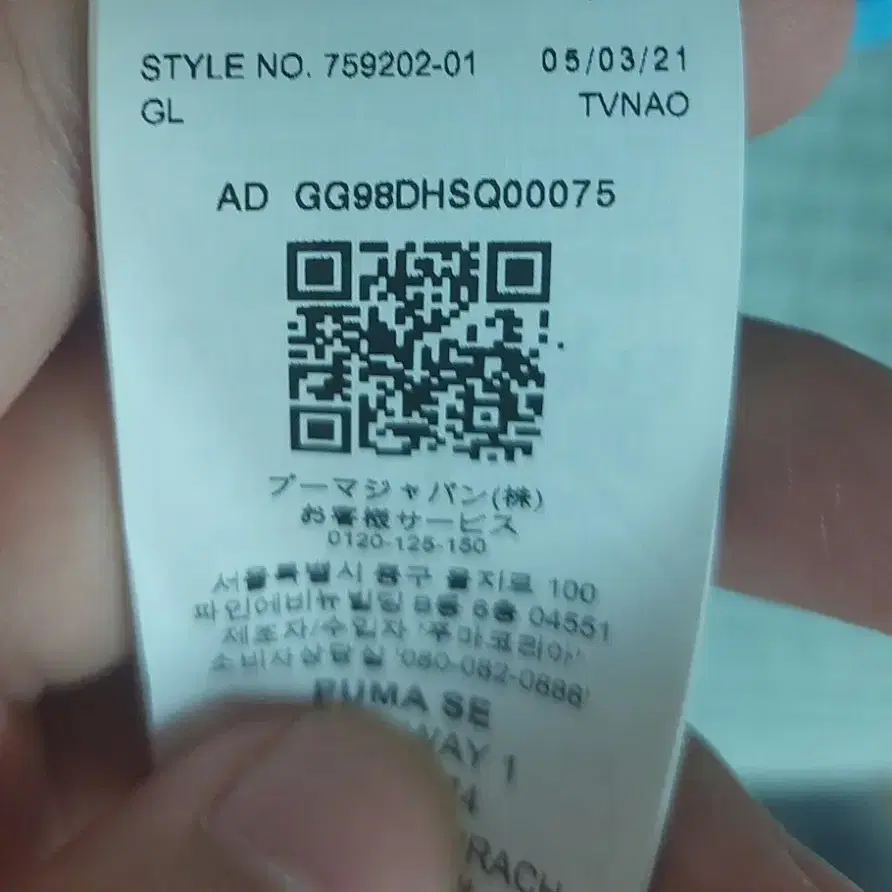 STYLE NO. 759202-01 05/03/21
GL TVNAO
AD GG98DHSQ00075
プーマジャパン(株)
お客様サービス
0120-125-150
서울특별시 중구 을지로 100
파인에비뉴 빌딩 B동 6층 04551
제조자/수입자 '푸마코리아'
소비자상담실 '080-082-0888'
PUMA SE
WAY 1
RACH